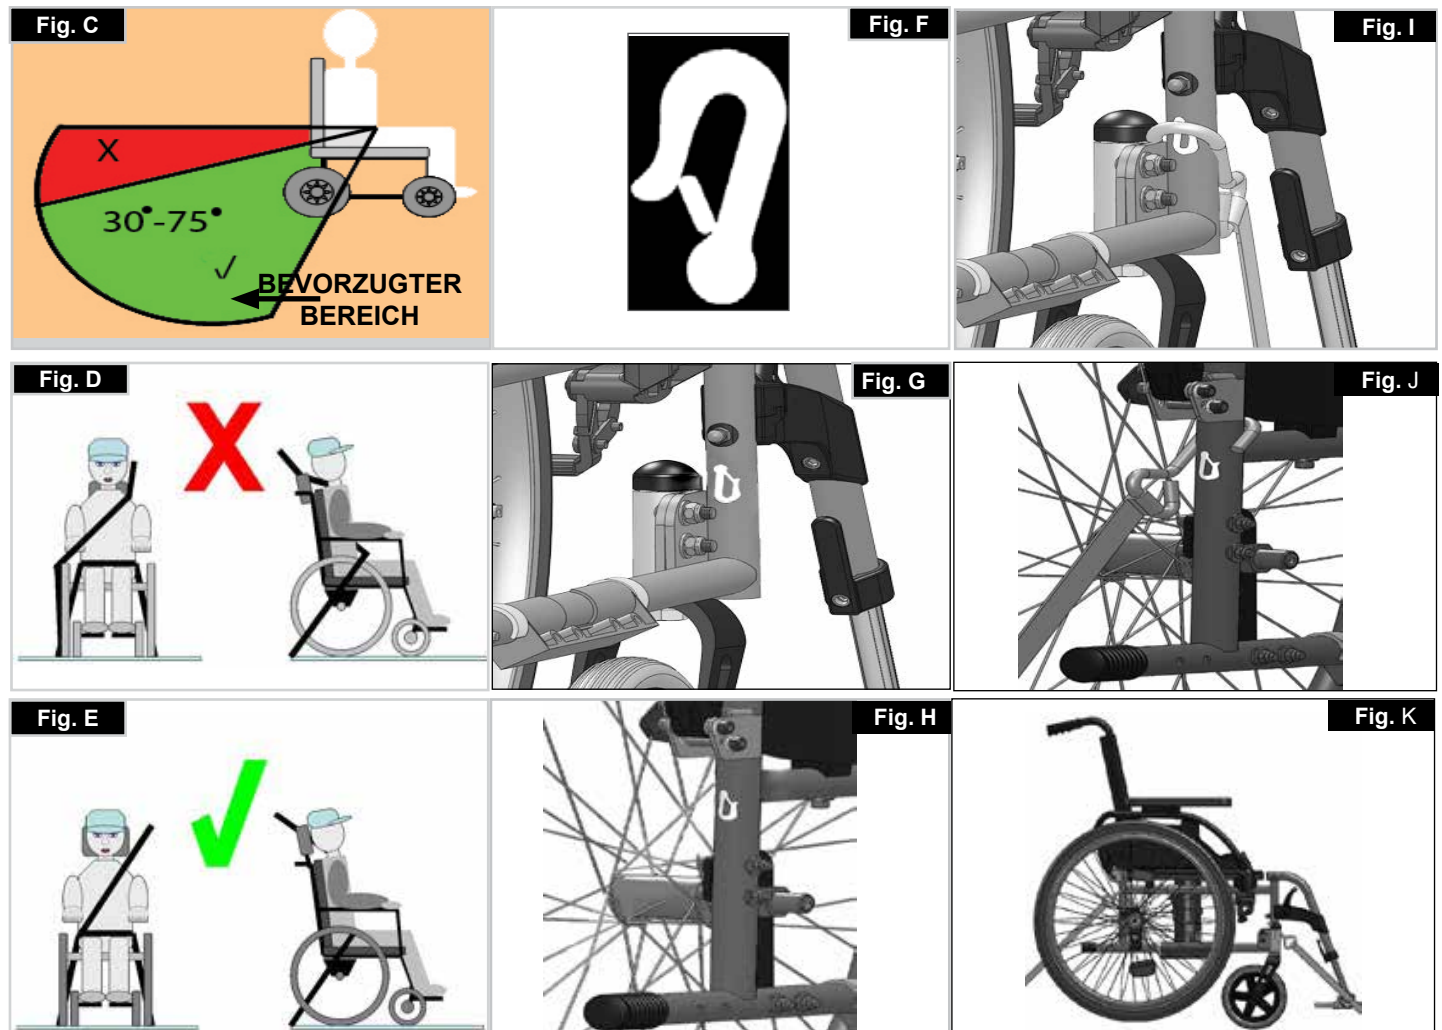 Fig. C
X
30°-75°
√
BEVORZUGTER
BEREICH
Fig. F
Fig. I
Fig. D
X
Fig. G
Fig. J
Fig. E
Fig. H
Fig. K